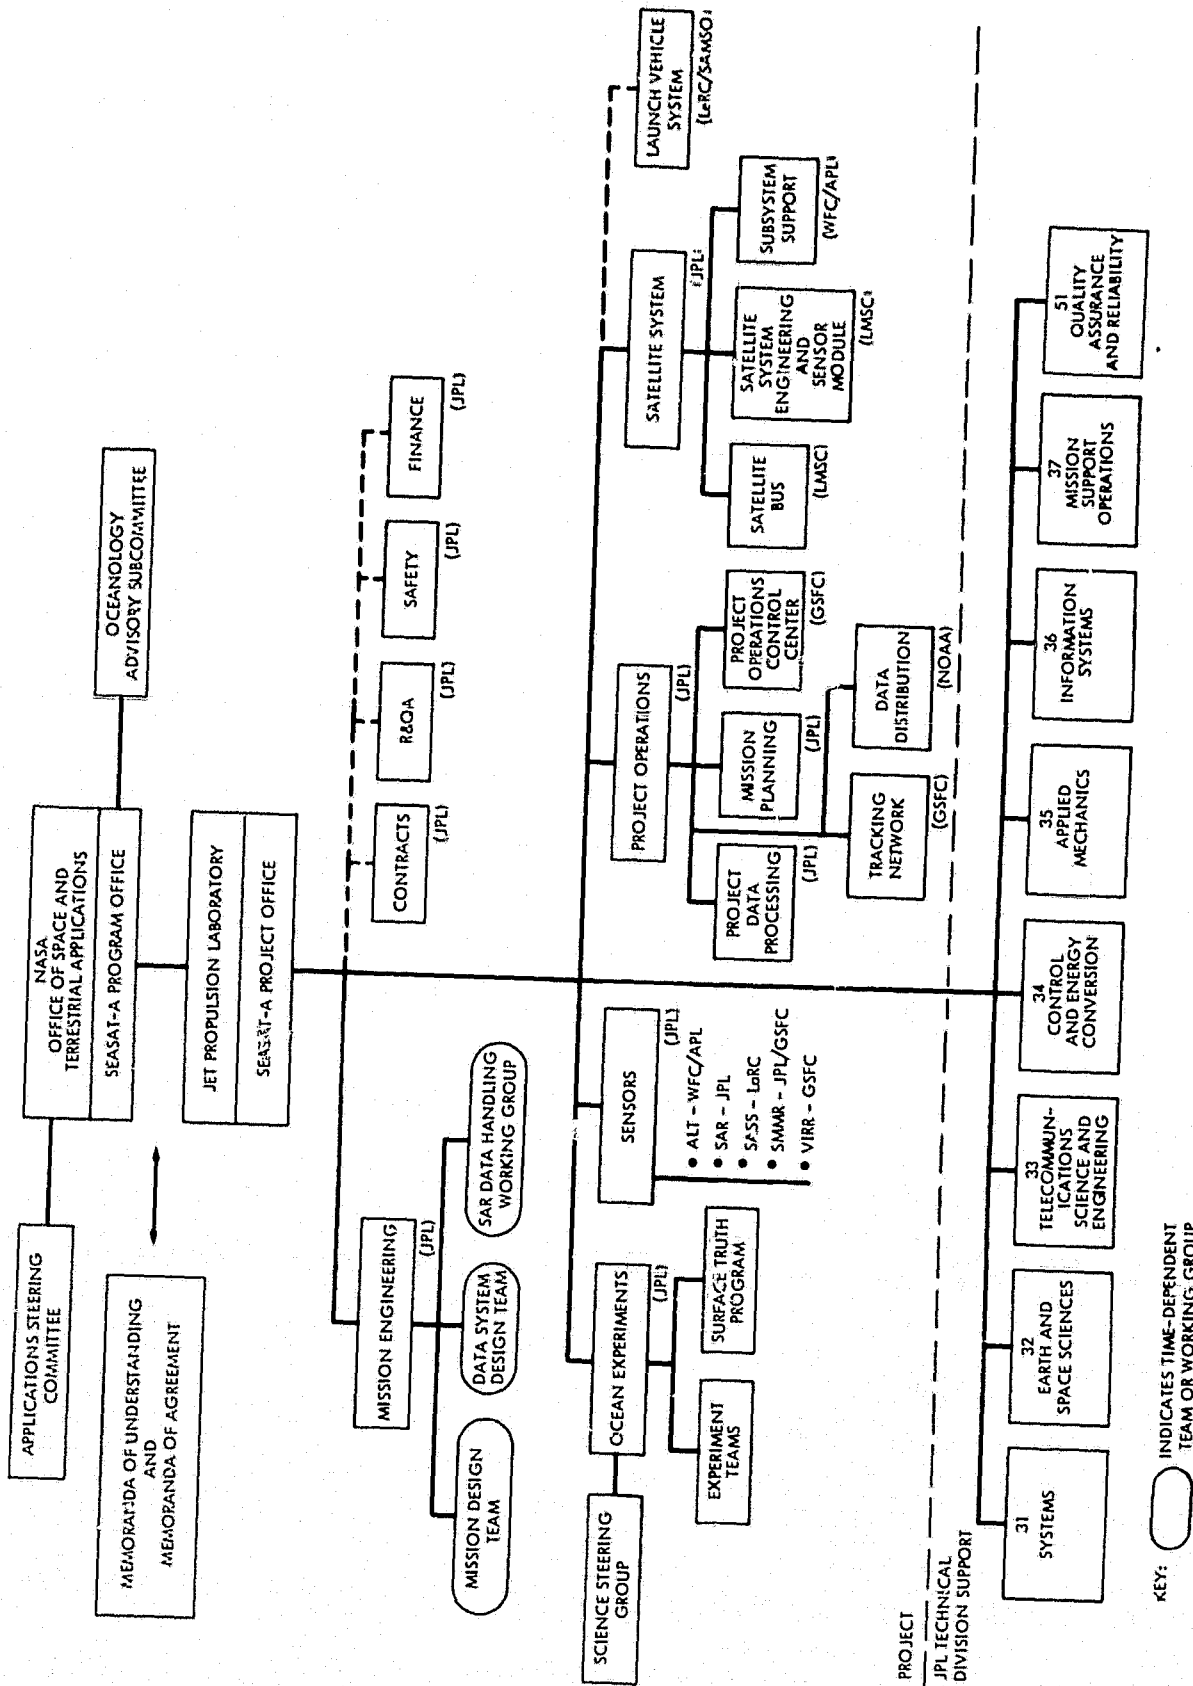 NASA
OFFICE OF SPACE AND
TERRESTRIAL APPLICATIONS
SEASAT-A PROGRAM OFFICE
APPLICATIONS STEERING
COMMITTEE
OCEANOLOGY
ADVISORY SUBCOMMITTEE
MEMORANDA OF UNDERSTANDING
AND
MEMORANDA OF AGREEMENT
JET PROPULSION LABORATORY
SEASAT-A PROJECT OFFICE
MISSION ENGINEERING
(JPL)
CONTRACTS
(JPL)
R&QA
(JPL)
SAFETY
(JPL)
FINANCE
(JPL)
MISSION DESIGN
TEAM
DATA SYSTEM
DESIGN TEAM
SAR DATA HANDLING
WORKING GROUP
SCIENCE STEERING
GROUP
OCEAN EXPERIMENTS
(JPL)
EXPERIMENT
TEAMS
SURFACE TRUTH
PROGRAM
SENSORS
(JPL)
• ALT – WFC/APL
• SAR – JPL
• SASS – LaRC
• SMMR – JPL/GSFC
• VIRR – GSFC
PROJECT OPERATIONS
(JPL)
PROJECT
DATA
PROCESSING
(JPL)
MISSION
PLANNING
(JPL)
PROJECT
OPERATIONS
CONTROL
CENTER
(GSFC)
TRACKING
NETWORK
(GSFC)
DATA
DISTRIBUTION
(NOAA)
SATELLITE SYSTEM
(JPL)
SATELLITE
BUS
(LMSC)
SATELLITE
SYSTEM
ENGINEERING
AND
SENSOR
MODULE
(LMSC)
SUBSYSTEM
SUPPORT
(WFC/APL)
LAUNCH VEHICLE
SYSTEM
(LeRC/SAMSO)
PROJECT
JPL TECHNICAL
DIVISION SUPPORT
31
SYSTEMS
32
EARTH AND
SPACE SCIENCES
33
TELECOMMUN-
ICATIONS
SCIENCE AND
ENGINEERING
34
CONTROL
AND ENERGY
CONVERSION
35
APPLIED
MECHANICS
36
INFORMATION
SYSTEMS
37
MISSION
SUPPORT
OPERATIONS
51
QUALITY
ASSURANCE
AND RELIABILITY
KEY:
INDICATES TIME-DEPENDENT
TEAM OR WORKING GROUP